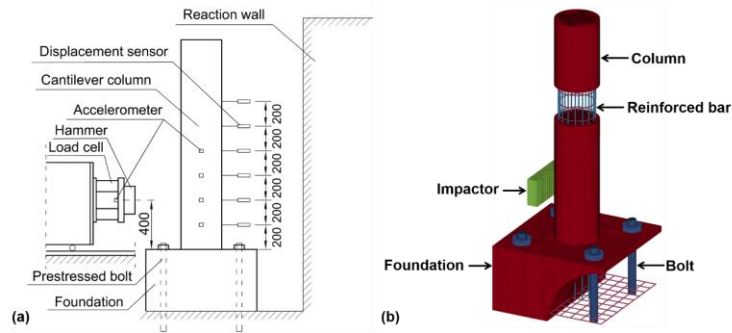 Reaction wall
Displacement sensor
Cantilever column
Accelerometer
Hammer
Load cell
400
200
200
200
200
200
200
Prestressed bolt
Foundation
(a)
Column
Reinforced bar
Impactor
Foundation
Bolt
(b)